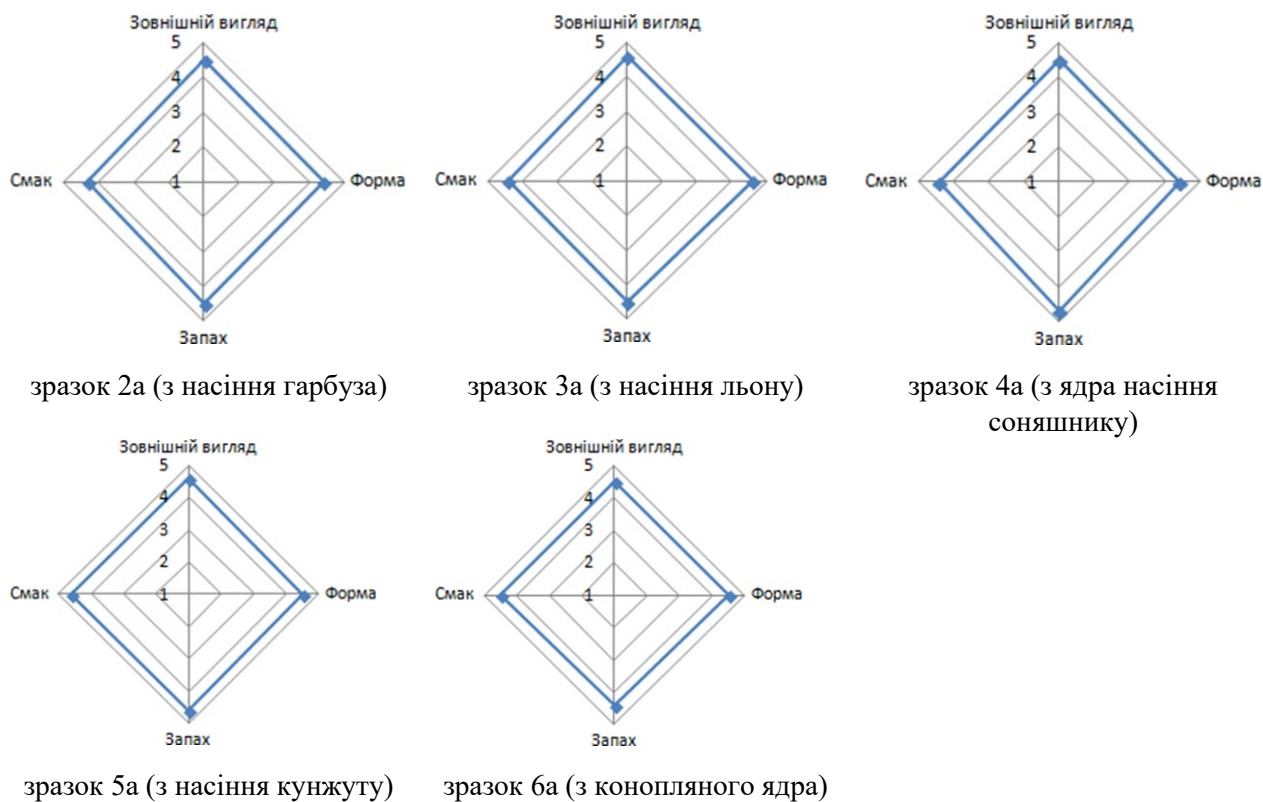 Зовнішній вигляд
5
4
3
2
1
Смак
Форма
Запах
зразок 2а (з насіння гарбуза)
Зовнішній вигляд
5
4
3
2
1
Смак
Форма
Запах
зразок 3а (з насіння льону)
Зовнішній вигляд
5
4
3
2
1
Смак
Форма
Запах
зразок 4а (з ядра насіння
соняшнику)
Зовнішній вигляд
5
4
3
2
1
Смак
Форма
Запах
зразок 5а (з насіння кунжуту)
Зовнішній вигляд
5
4
3
2
1
Смак
Форма
Запах
зразок 6а (з конопляного ядра)